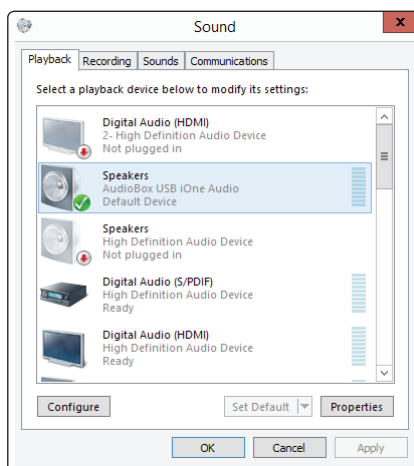 Sound
x
Playback Recording Sounds Communications
Select a playback device below to modify its settings:
Digital Audio (HDMI)
2- High Definition Audio Device
Not plugged in
Speakers
AudioBox USB iOne Audio
Default Device
Speakers
High Definition Audio Device
Not plugged in
Digital Audio (S/PDIF)
High Definition Audio Device
Ready
Digital Audio (HDMI)
High Definition Audio Device
Ready
Configure Set Default Properties
OK Cancel Apply